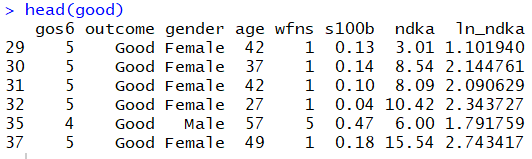 > head(good)
gos6 outcome gender age wfns s100b ndka ln_ndka
29 5 Good Female 42 1 0.13 3.01 1.101940
30 5 Good Female 37 1 0.14 8.54 2.144761
31 5 Good Female 42 1 0.10 8.09 2.090629
32 5 Good Female 27 1 0.04 10.42 2.343727
35 4 Good Male 57 5 0.47 6.00 1.791759
37 5 Good Female 49 1 0.18 15.54 2.743417